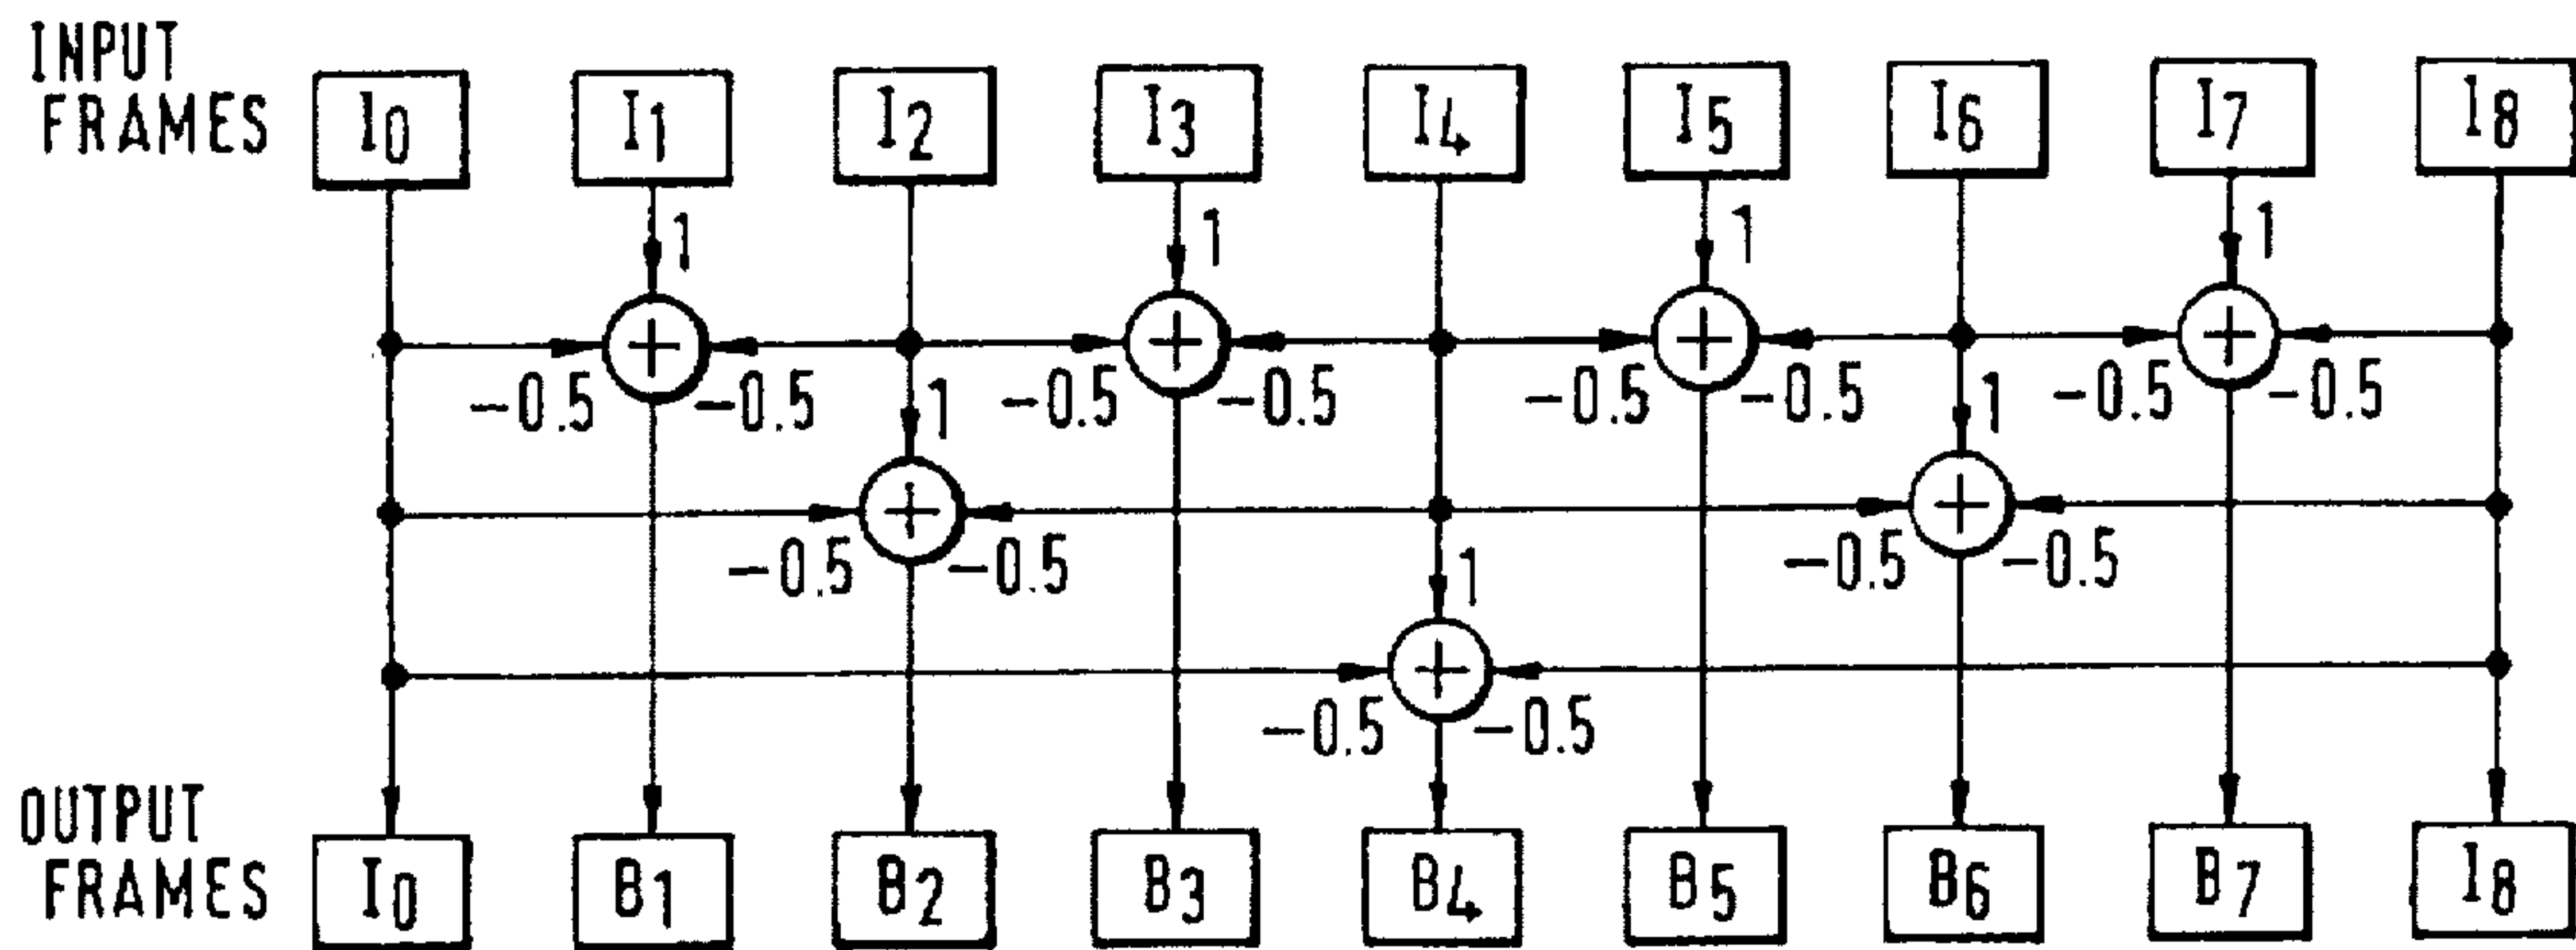 INPUT
FRAMES
I0 I1 I2 I3 I4 I5 I6 I7 I8
1 1 1 1
-0.5 -0.5 -0.5 -0.5 -0.5 -0.5 -0.5 -0.5
1 1
-0.5 -0.5 -0.5 -0.5
1
-0.5 -0.5
OUTPUT
FRAMES
I0 B1 B2 B3 B4 B5 B6 B7 I8